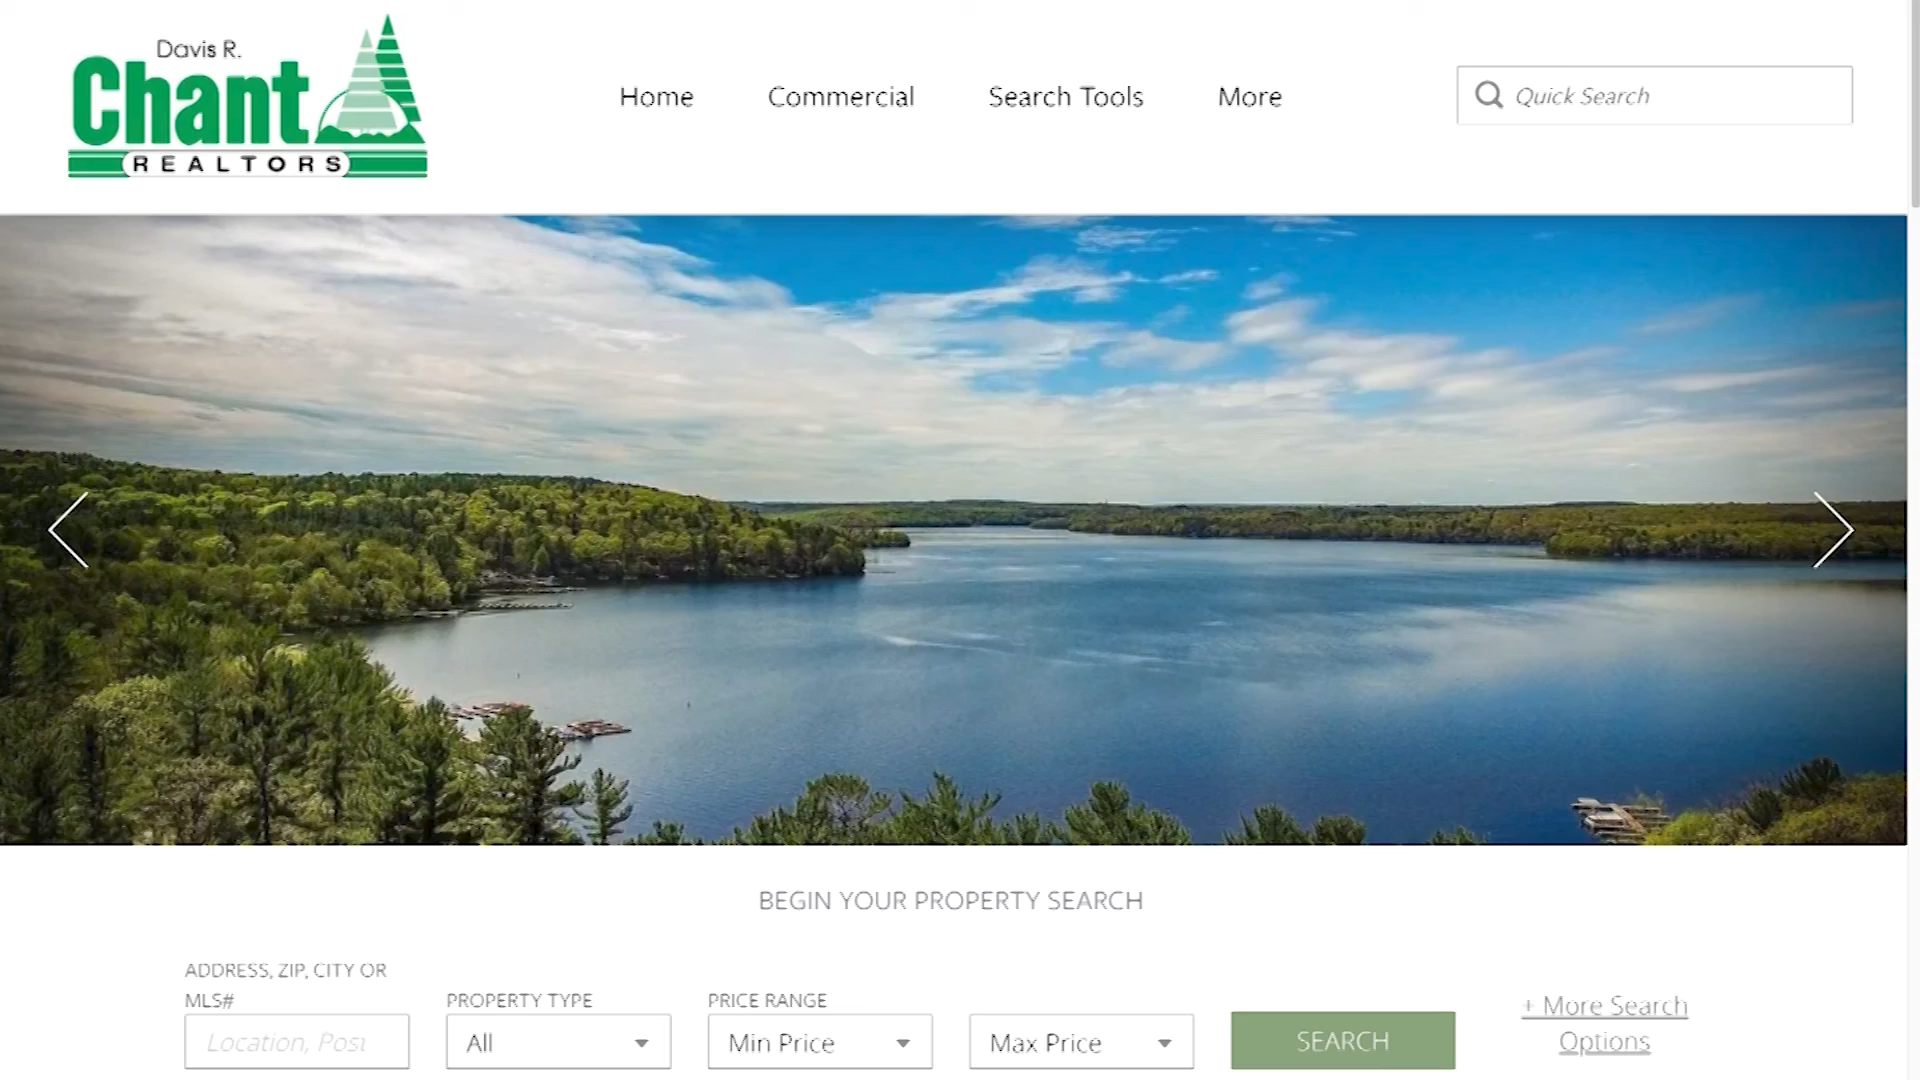 Davis R.
Chant
REALTORS
Home Commercial Search Tools More
Quick Search
BEGIN YOUR PROPERTY SEARCH
ADDRESS, ZIP, CITY OR
MLS#
PROPERTY TYPE
PRICE RANGE
Location, Post
All
Min Price
Max Price
SEARCH
+ More Search
Options